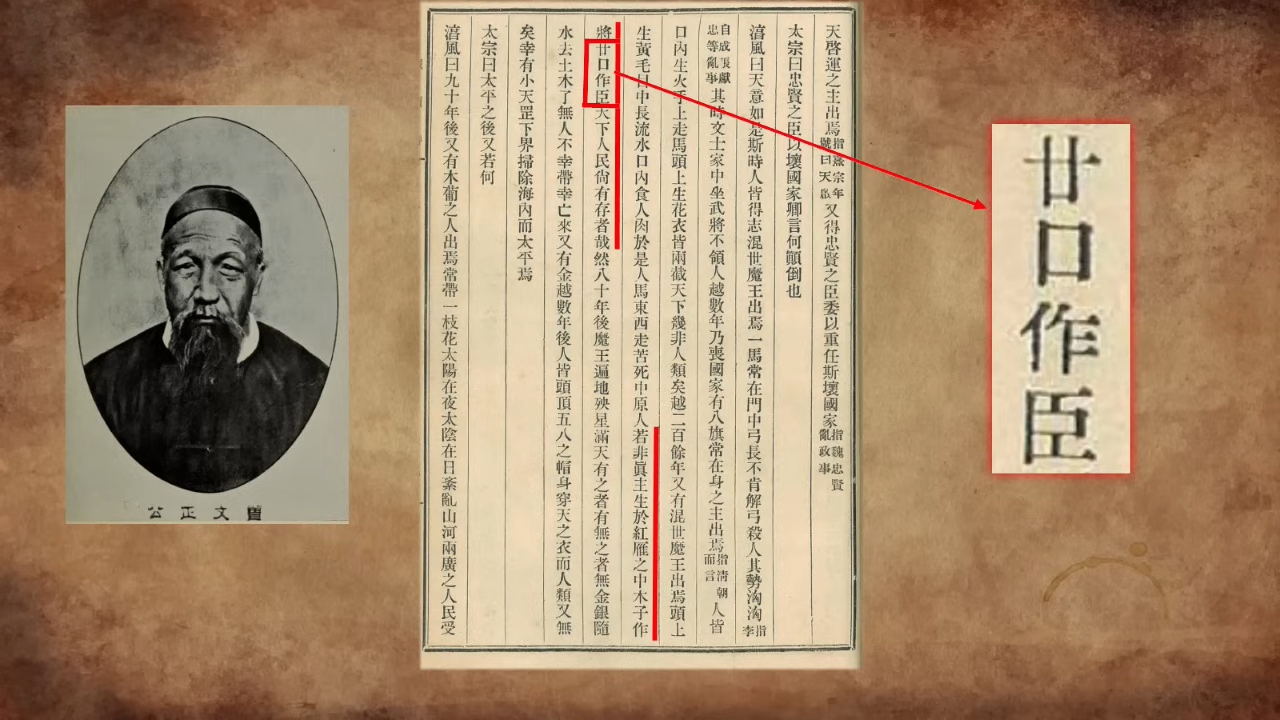 曾文正公
天啓運之主出焉指熹宗年號曰天啟又得忠賢之臣委以重任斯壞國家指魏忠賢亂政事
太宗曰忠賢之臣以壞國家卿言何顛倒也
湻風曰天意如是斯時人皆得志混世魔王出焉一馬常在門中弓長不肯解弓殺人其勢洶洶指李
自成張獻忠等亂事其時文士家中坐武將不領人越數年乃喪國家有八旗常在身之主出焉指清朝而言人皆
口內生火手上走馬頭上生花衣皆兩截天下幾非人類矣越二百餘年又有混世魔王出焉頭上
生黃毛目中長流水口內食人肉於是人馬東西走苦死中原人若非眞主生於紅雁之中木子作
將廿口作臣天下人民尚有存者哉然八十年後魔王遍地殃星滿天有之者有無之者無金銀隨
水去土木了無人不幸帶幸亡來又有金越數年後人皆頭頂五八之帽身穿天之衣而人類又無
矣幸有小天罡下界掃除海內而太平焉
太宗曰太平之後又若何
湻風曰九十年後又有木葡之人出焉常帶一枝花太陽在夜太陰在日紊亂山河兩廣之人民受
廿口作臣